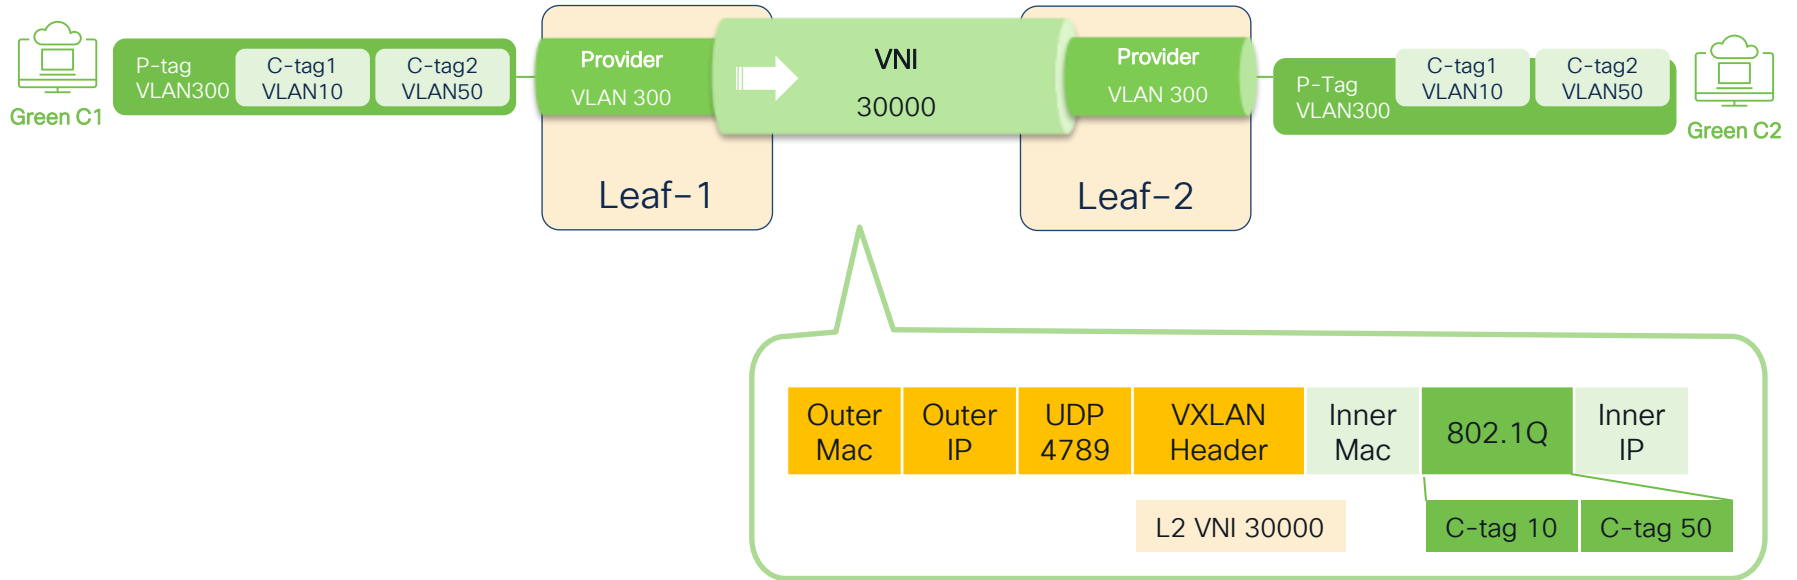 Green C1
P-tag
VLAN300
C-tag1
VLAN10
C-tag2
VLAN50
Provider
VLAN 300
VNI
30000
Provider
VLAN 300
P-Tag
VLAN300
C-tag1
VLAN10
C-tag2
VLAN50
Green C2
Leaf-1
Leaf-2
Outer
Mac
Outer
IP
UDP
4789
VXLAN
Header
Inner
Mac
802.1Q
Inner
IP
L2 VNI 30000
C-tag 10
C-tag 50